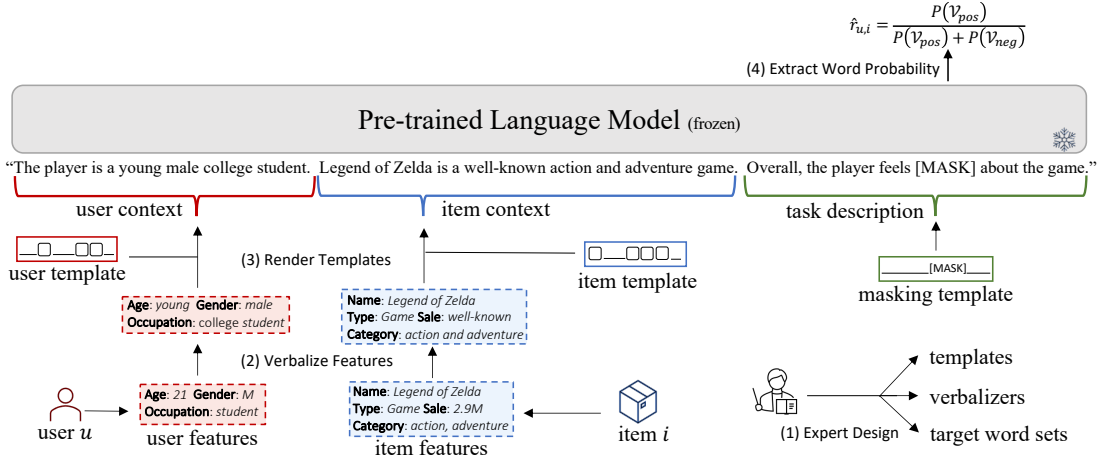 r̂u,i = P(Vpos) / P(Vpos) + P(Vneg)
(4) Extract Word Probability
Pre-trained Language Model (frozen)
“The player is a young male college student. Legend of Zelda is a well-known action and adventure game. Overall, the player feels [MASK] about the game.”
user context
item context
task description
user template
(3) Render Templates
item template
[MASK]
masking template
Age: young Gender: male
Occupation: college student
Name: Legend of Zelda
Type: Game Sale: well-known
Category: action and adventure
(2) Verbalize Features
Age: 21 Gender: M
Occupation: student
user u
user features
Name: Legend of Zelda
Type: Game Sale: 2.9M
Category: action, adventure
item features
item i
(1) Expert Design
templates
verbalizers
target word sets